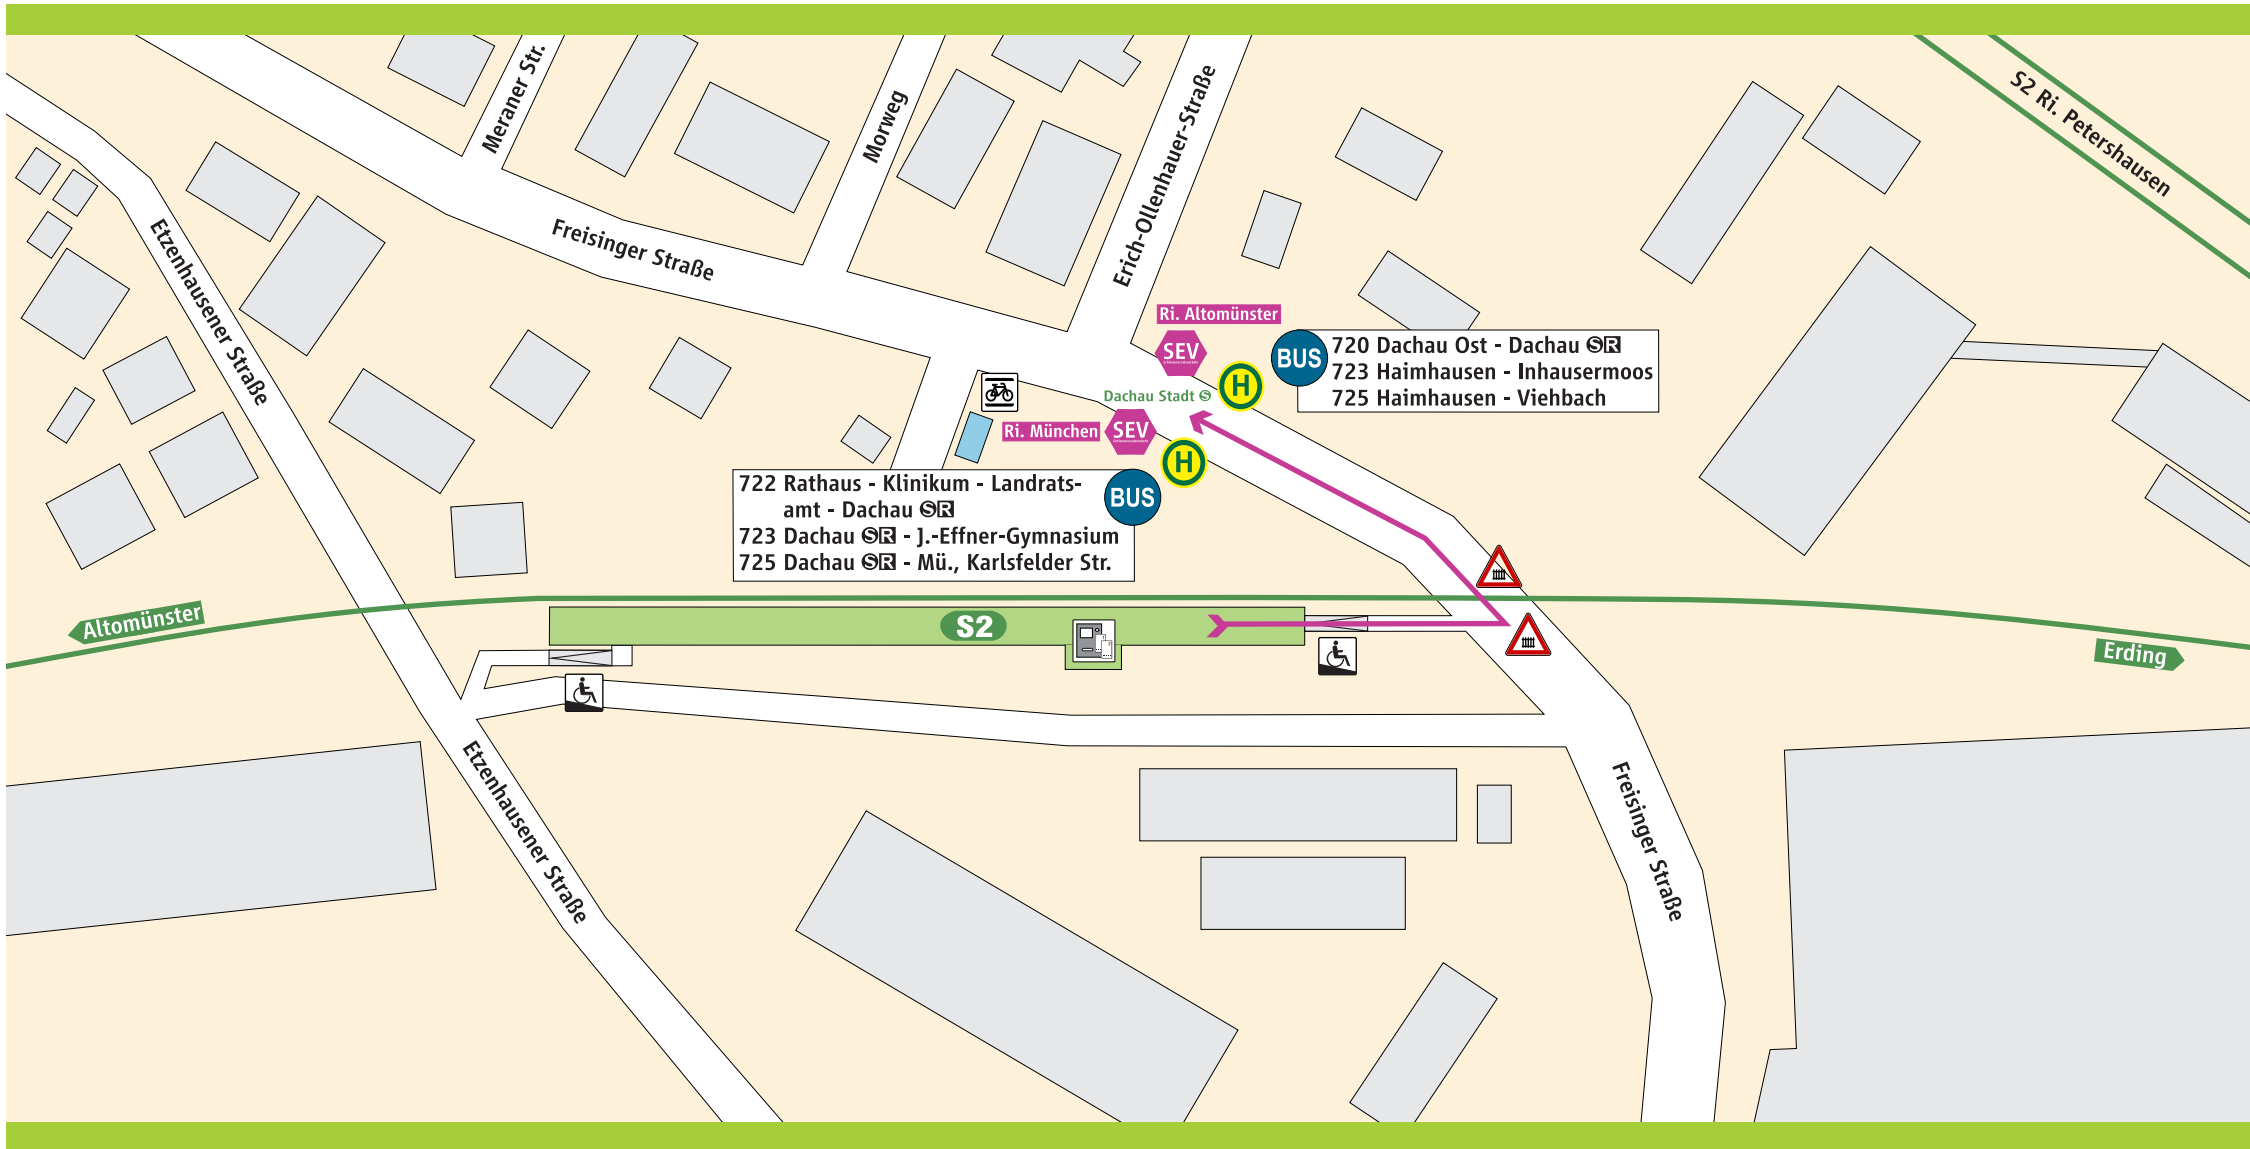 Meraner Str.
Morweg
Erich-Ollenhauer-Straße
S2 Ri. Petershausen
Etzenhausener Straße
Freisinger Straße
Ri. Altomünster
SEV
H
BUS
720 Dachau Ost - Dachau S R
723 Haimhausen - Inhausermoos
725 Haimhausen - Viehbach
Dachau Stadt S
Ri. München
SEV
H
BUS
722 Rathaus - Klinikum - Landrats-
amt - Dachau S R
723 Dachau S R - J.-Effner-Gymnasium
725 Dachau S R - Mü., Karlsfelder Str.
Altomünster
S2
Erding
Etzenhausener Straße
Freisinger Straße